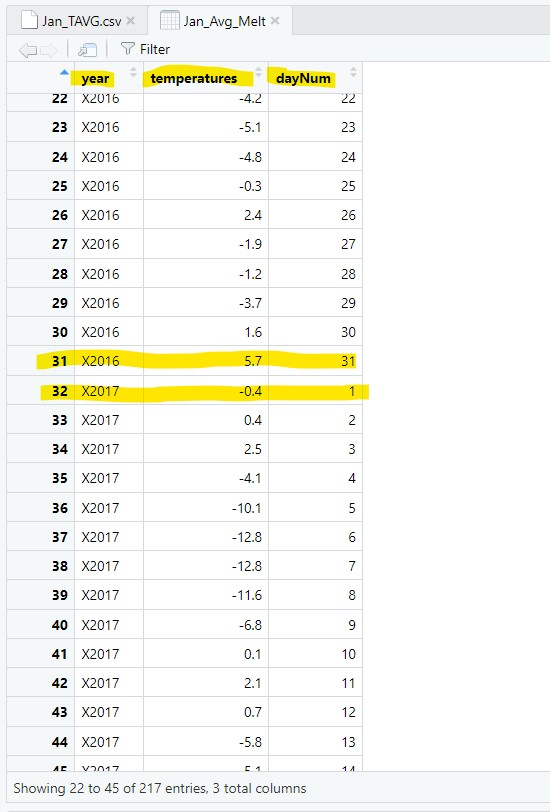 Jan_TAVG.csv Jan_Avg_Melt
Filter
year temperatures dayNum
22 X2016 -4.2 22
23 X2016 -5.1 23
24 X2016 -4.8 24
25 X2016 -0.3 25
26 X2016 2.4 26
27 X2016 -1.9 27
28 X2016 -1.2 28
29 X2016 -3.7 29
30 X2016 1.6 30
31 X2016 5.7 31
32 X2017 -0.4 1
33 X2017 0.4 2
34 X2017 2.5 3
35 X2017 -4.1 4
36 X2017 -10.1 5
37 X2017 -12.8 6
38 X2017 -12.8 7
39 X2017 -11.6 8
40 X2017 -6.8 9
41 X2017 0.1 10
42 X2017 2.1 11
43 X2017 0.7 12
44 X2017 -5.8 13
45 X2017 14
Showing 22 to 45 of 217 entries, 3 total columns